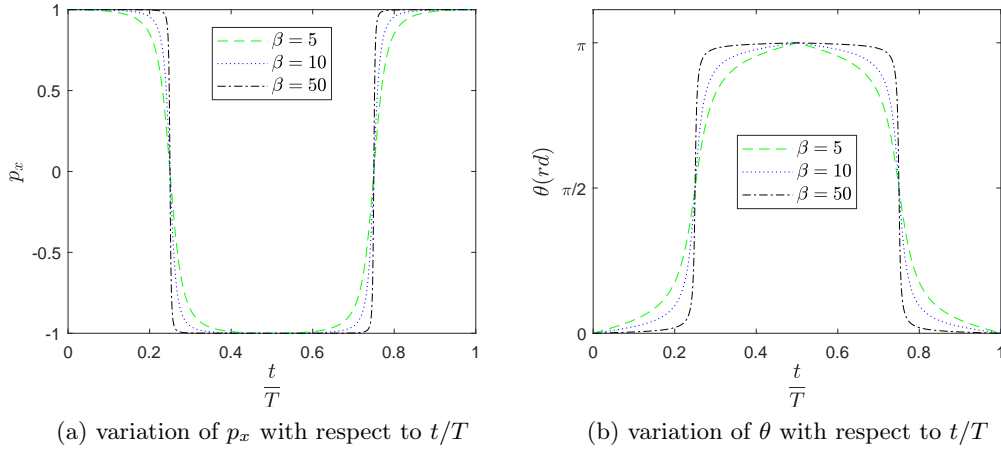 1
0.5
0
-0.5
-1
p_x
β = 5
β = 10
β = 50
0 0.2 0.4 0.6 0.8 1
t
T
(a) variation of p_x with respect to t/T
π
π/2
0
θ(rd)
β = 5
β = 10
β = 50
0 0.2 0.4 0.6 0.8 1
t
T
(b) variation of θ with respect to t/T